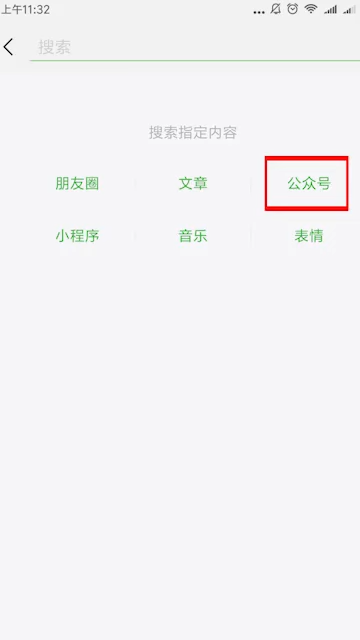 上午11:32
搜索
搜索指定内容
朋友圈 文章 公众号
小程序 音乐 表情